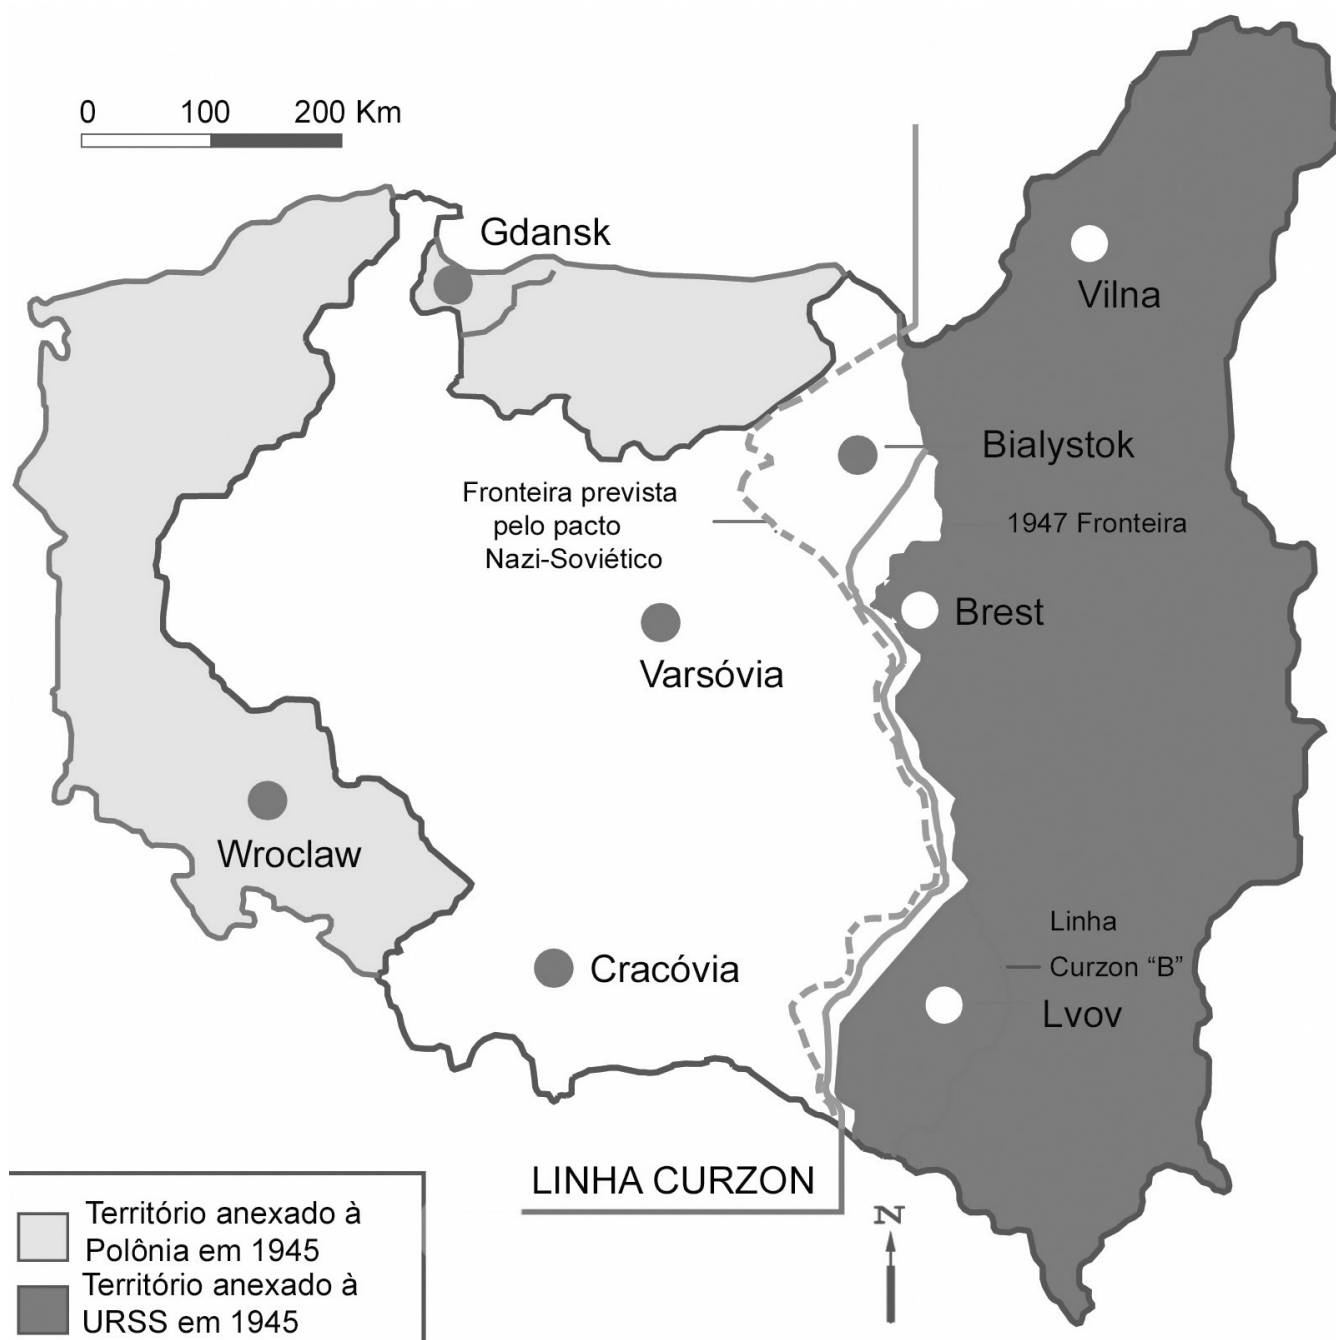 0 100 200 Km
Gdansk
Vilna
Bialystok
Fronteira prevista
pelo pacto
Nazi-Soviético
1947 Fronteira
Brest
Varsóvia
Wroclaw
Linha
Curzon “B”
Cracóvia
Lvov
LINHA CURZON
N
Território anexado à
Polônia em 1945
Território anexado à
URSS em 1945